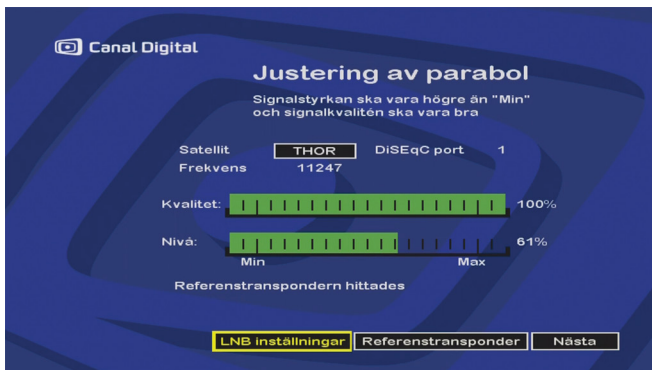 Canal Digital
Justering av parabol
Signalstyrkan ska vara högre än "Min"
och signalkvalitén ska vara bra
Satellit THOR DiSEqC port 1
Frekvens 11247
Kvalitet: 100%
Nivå: 61%
Min Max
Referenstranspondern hittades
LNB inställningar Referenstransponder Nästa